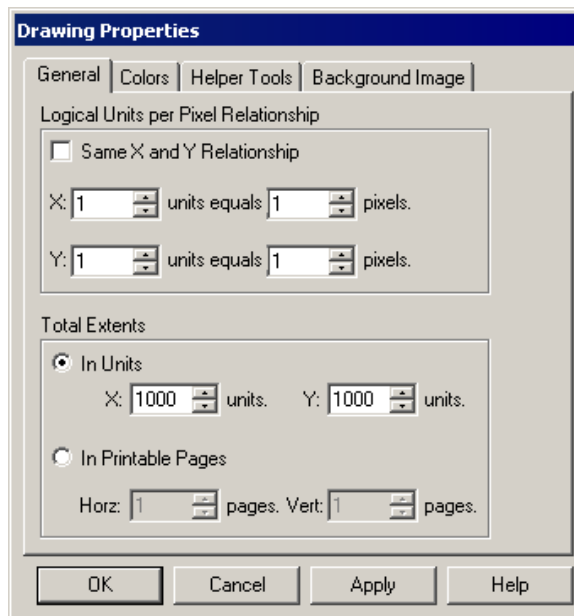 Drawing Properties
General Colors Helper Tools Background Image
Logical Units per Pixel Relationship
Same X and Y Relationship
X: 1 units equals 1 pixels.
Y: 1 units equals 1 pixels.
Total Extents
In Units
X: 1000 units. Y: 1000 units.
In Printable Pages
Horz: 1 pages. Vert: 1 pages.
OK Cancel Apply Help